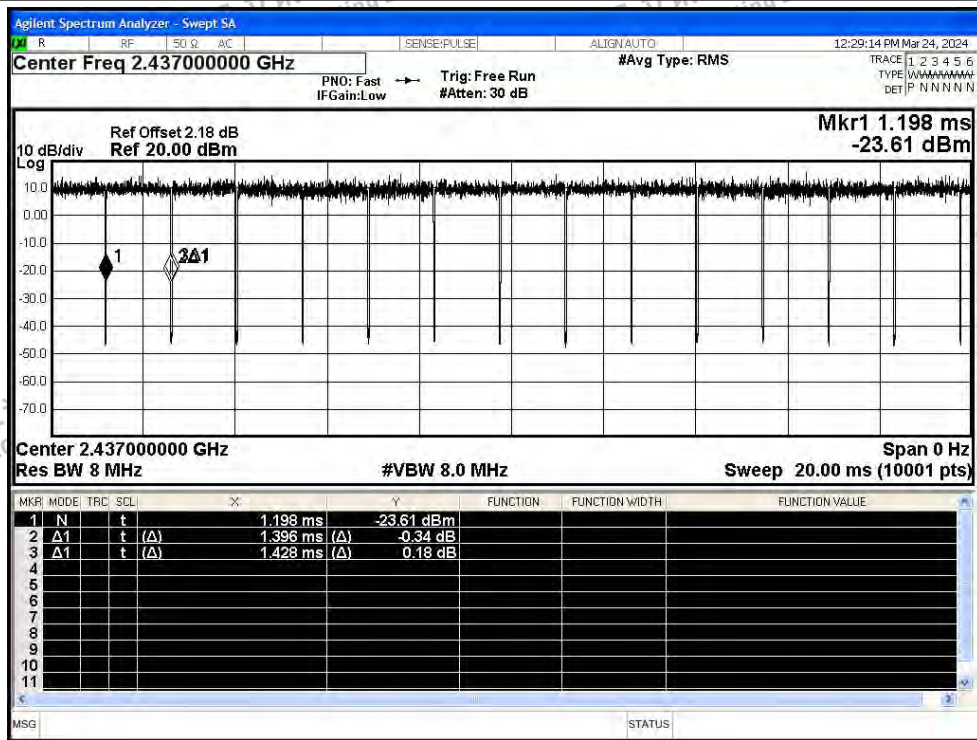 Agilent Spectrum Analyzer - Swept SA
R RF 50 Ω AC SENSE:PULSE ALIGN AUTO 12:29:14 PM Mar 24, 2024
Center Freq 2.437000000 GHz #Avg Type: RMS TRACE 1 2 3 4 5 6
PNO: Fast Trig: Free Run TYPE WWWWWW
IFGain:Low #Atten: 30 dB DET P N N N N N
Mkr1 1.198 ms
Ref Offset 2.18 dB
10 dB/div Ref 20.00 dBm -23.61 dBm
Log
10.0
0.00
-10.0
1 3Δ1
-20.0
-30.0
-40.0
-50.0
-60.0
-70.0
Center 2.437000000 GHz Span 0 Hz
Res BW 8 MHz #VBW 8.0 MHz Sweep 20.00 ms (10001 pts)
MKR MODE TRC SCL X Y FUNCTION FUNCTION WIDTH FUNCTION VALUE
1 N t 1.198 ms -23.61 dBm
2 Δ1 t (Δ) 1.396 ms (Δ) -0.34 dB
3 Δ1 t (Δ) 1.428 ms (Δ) 0.18 dB
4
5
6
7
8
9
10
11
MSG STATUS